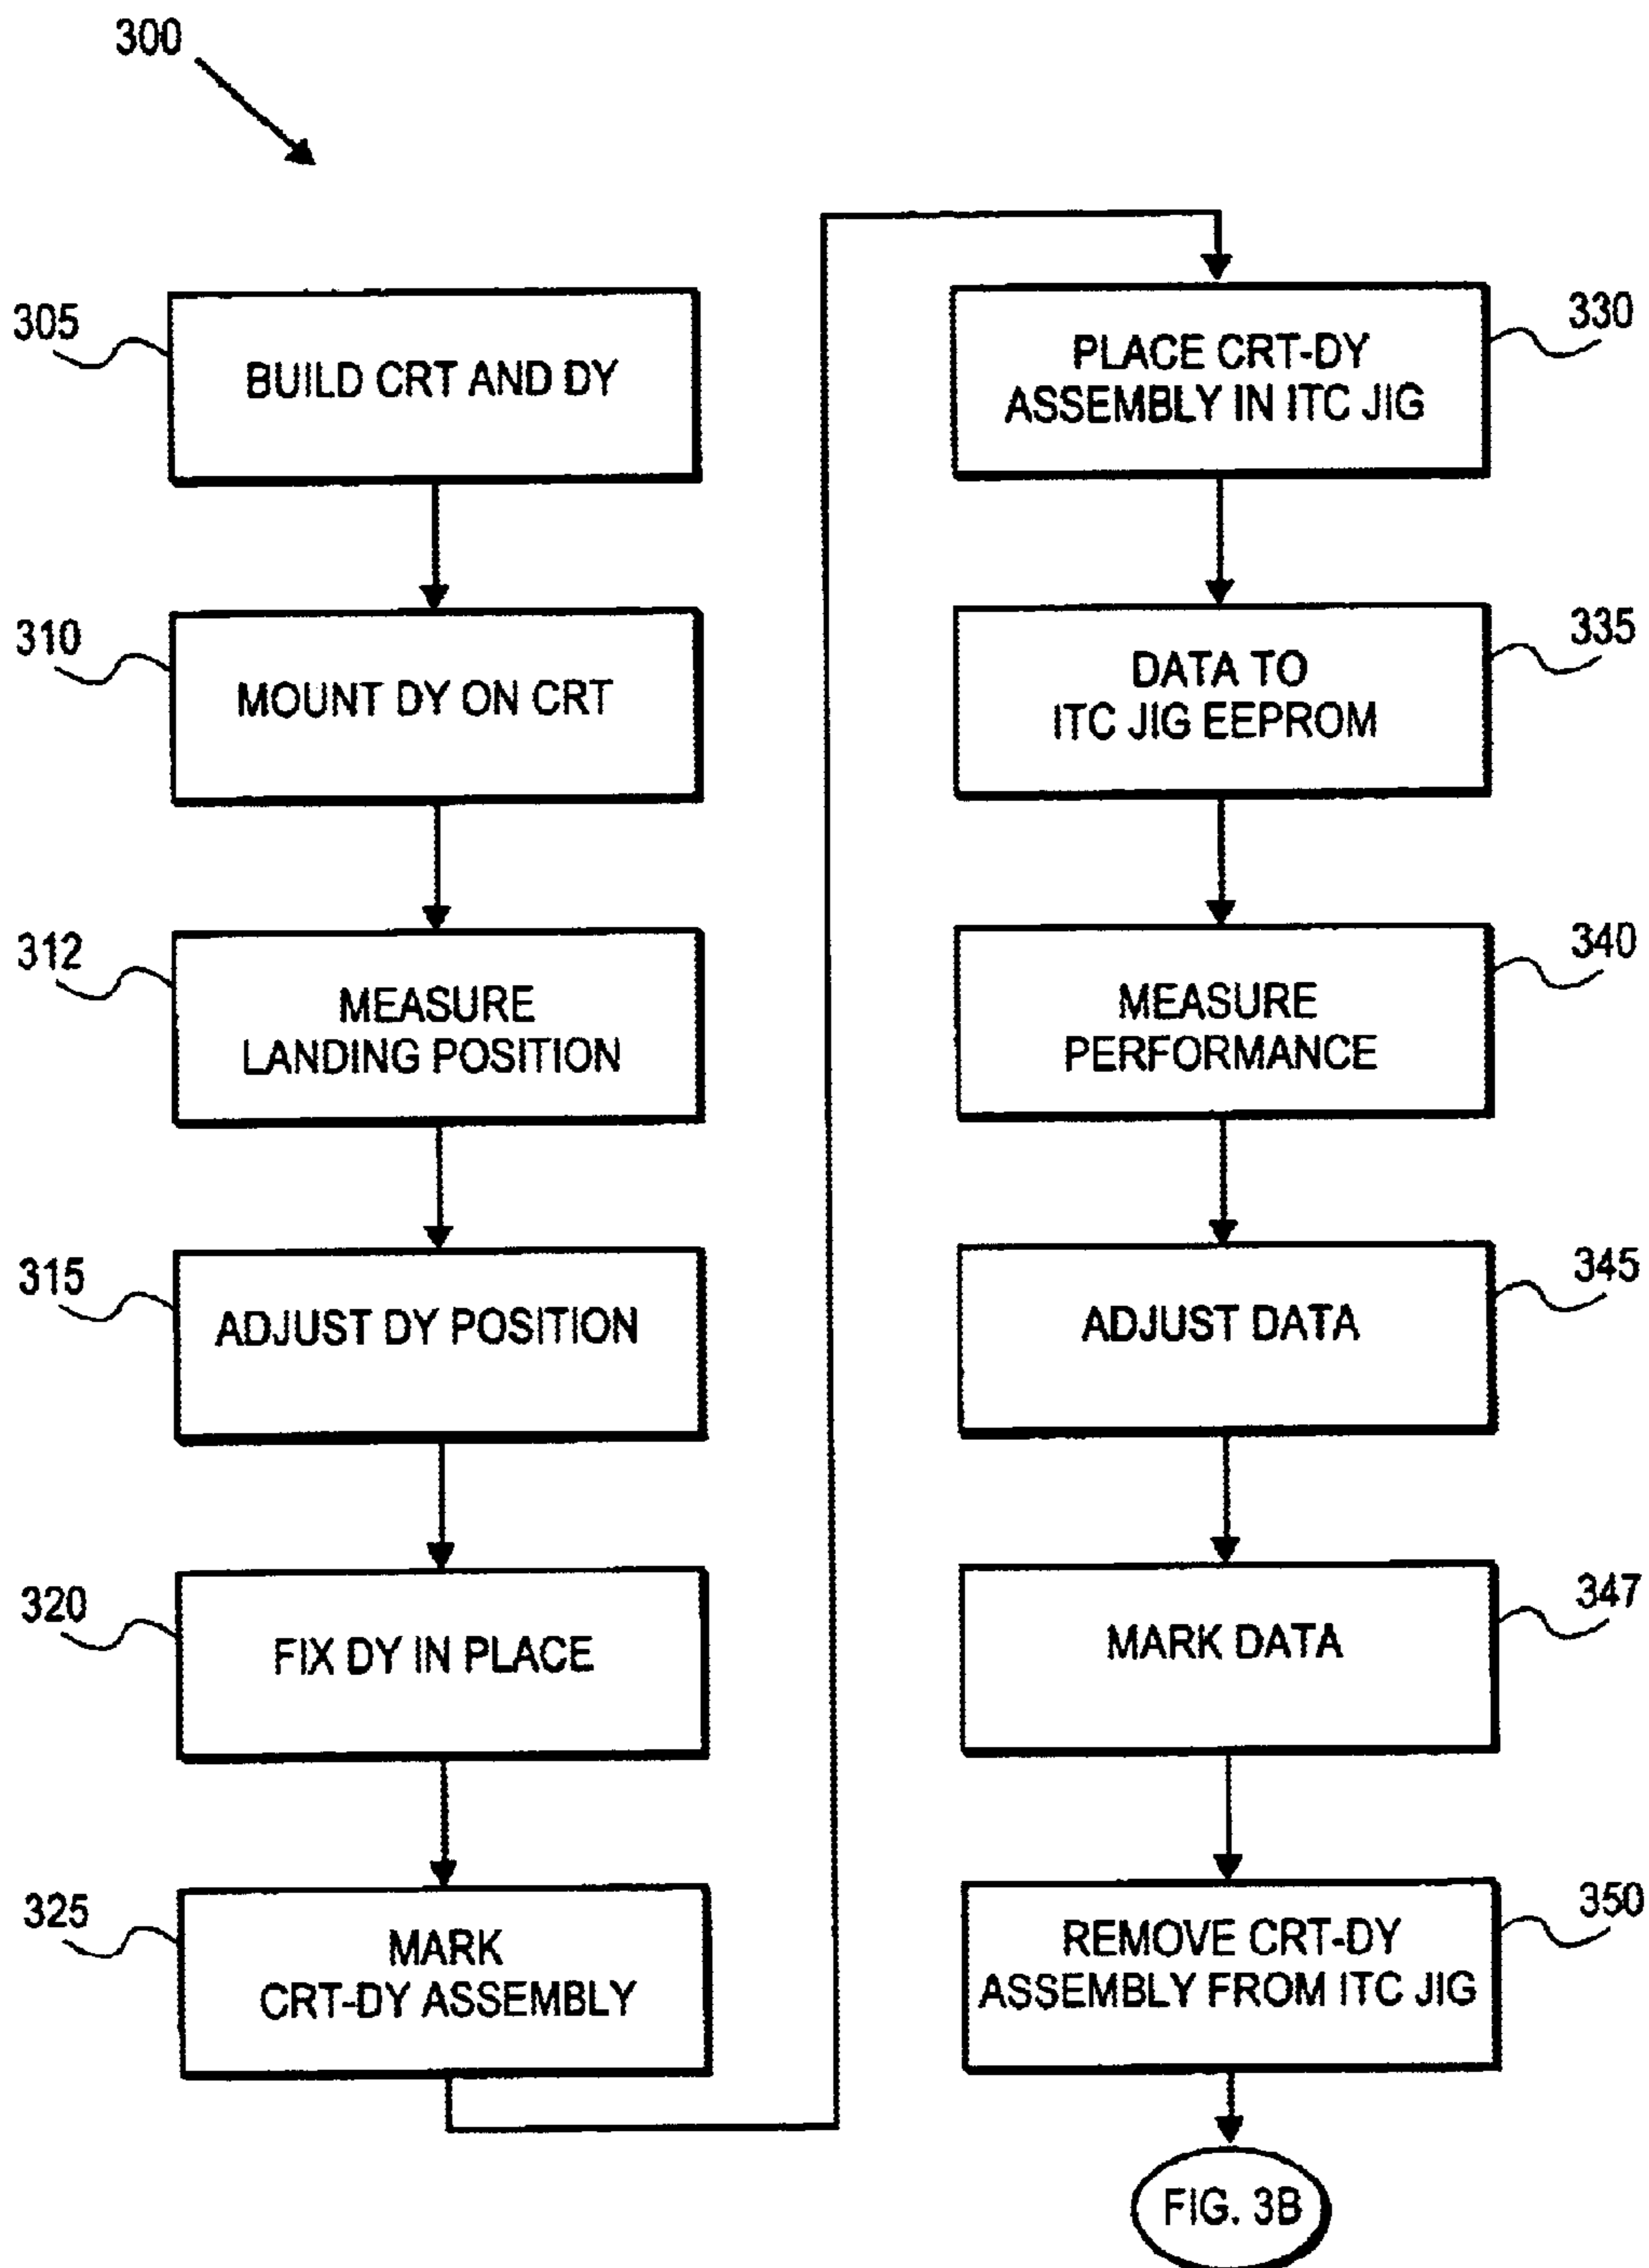 300
305
BUILD CRT AND DY
310
MOUNT DY ON CRT
312
MEASURE
LANDING POSITION
315
ADJUST DY POSITION
320
FIX DY IN PLACE
325
MARK
CRT-DY ASSEMBLY
330
PLACE CRT-DY
ASSEMBLY IN ITC JIG
335
DATA TO
ITC JIG EEPROM
340
MEASURE
PERFORMANCE
345
ADJUST DATA
347
MARK DATA
350
REMOVE CRT-DY
ASSEMBLY FROM ITC JIG
FIG. 3B